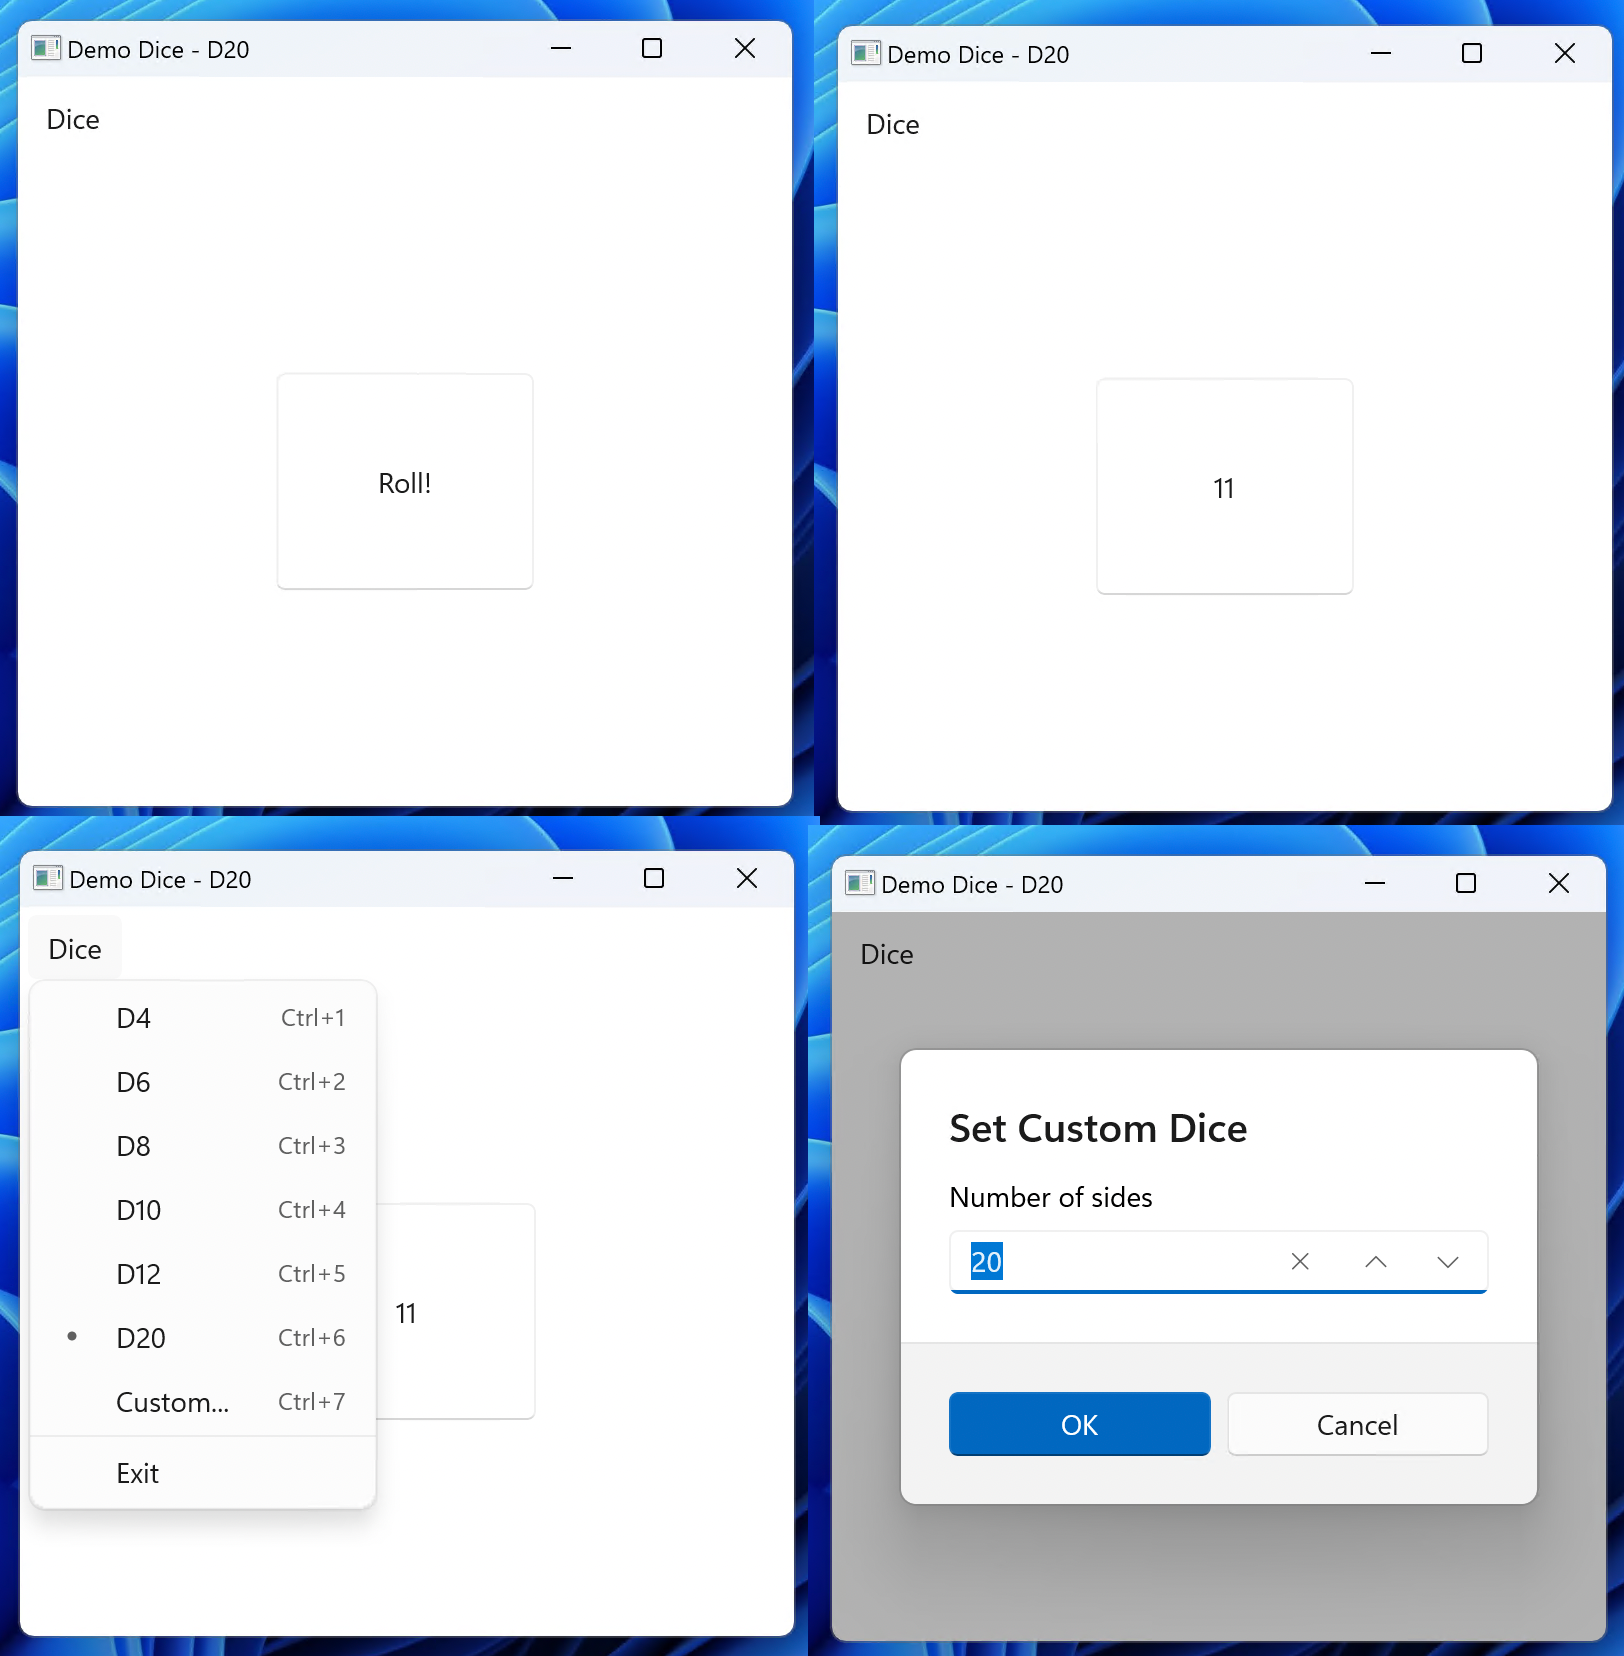 Demo Dice - D20
Dice
Roll!
Demo Dice - D20
Dice
11
Demo Dice - D20
Dice
D4 Ctrl+1
D6 Ctrl+2
D8 Ctrl+3
D10 Ctrl+4
D12 Ctrl+5
D20 Ctrl+6
Custom... Ctrl+7
Exit
11
Demo Dice - D20
Dice
Set Custom Dice
Number of sides
20
OK Cancel